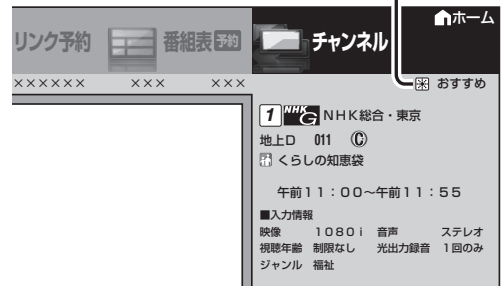 ホーム
リンク予約 番組表 予約 チャンネル
×××××× ××× ××× おすすめ
1 NHK G NHK総合・東京
地上D 011 Ⓒ
くらしの知恵袋
午前11:00~午前11:55
■入力情報
映像 1080i 音声 ステレオ
視聴年齢 制限なし 光出力録音 1回のみ
ジャンル 福祉